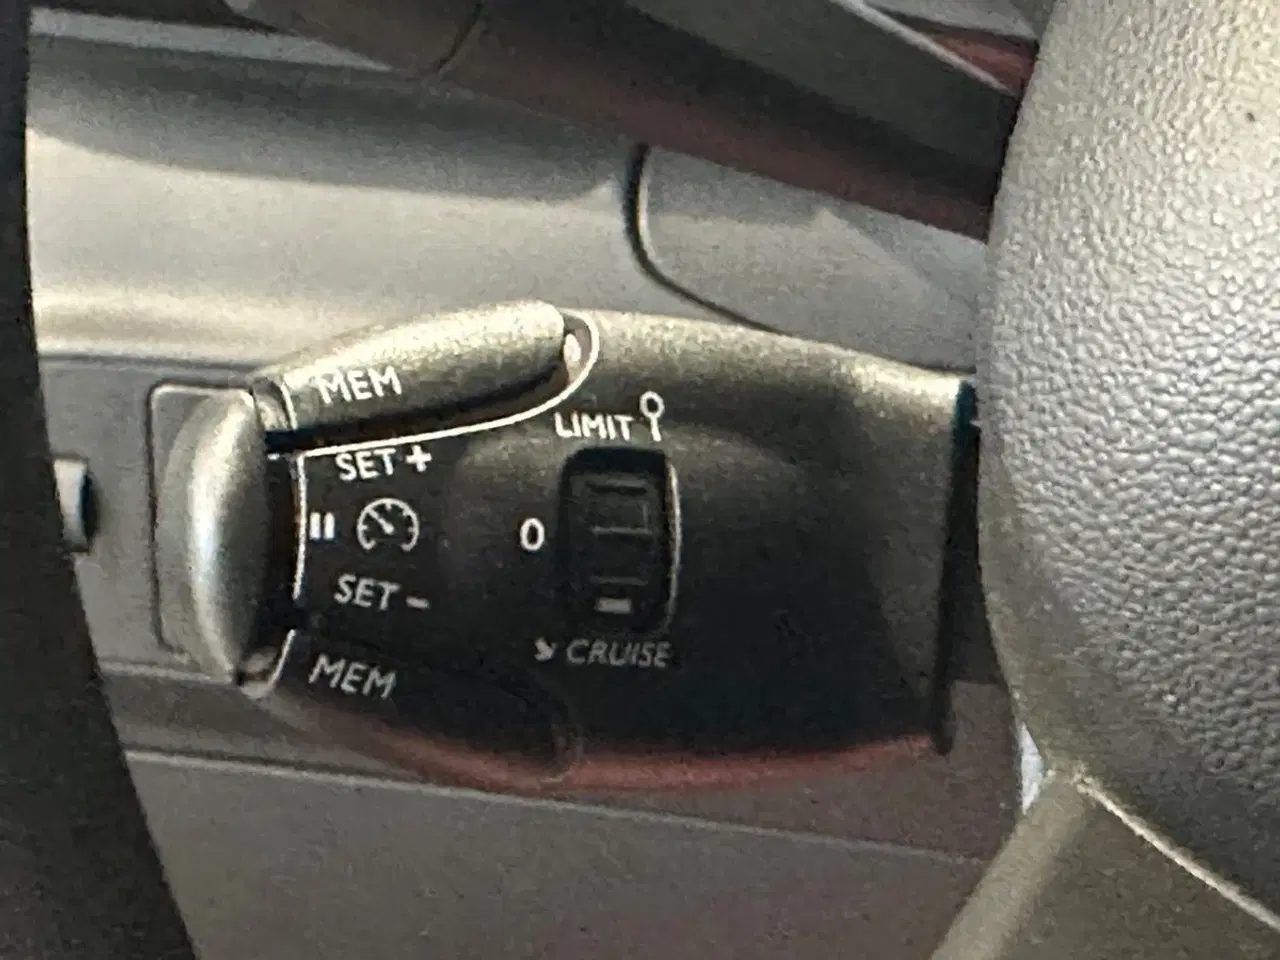 MEM
LIMIT
SET +
0
SET -
CRUISE
MEM